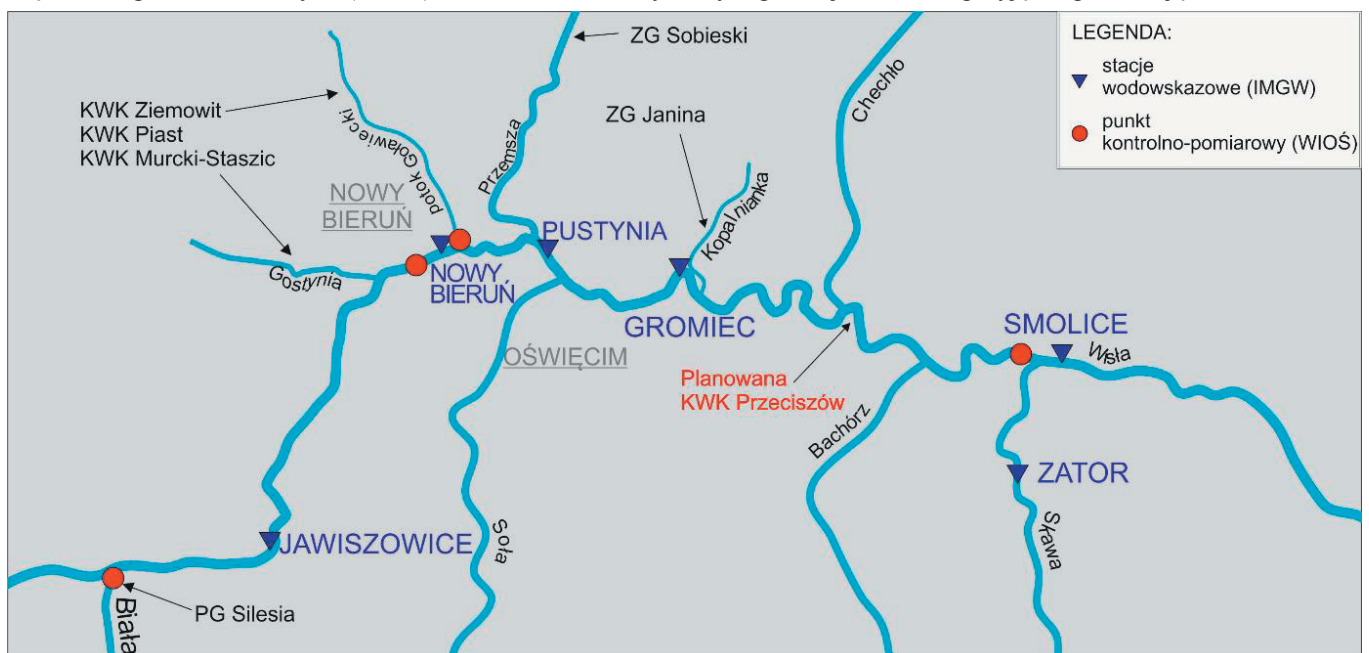 ZG Sobieski
LEGENDA:
stacje
wodowskazowe (IMGW)
punkt
kontrolno-pomiarowy (WIOŚ)
KWK Ziemowit
KWK Piast
KWK Murcki-Staszic
potok Goławiecki
Przemsza
ZG Janina
Chechło
NOWY
BIERUŃ
Kopalnianka
PUSTYNIA
Gostynia
NOWY
BIERUŃ
GROMIEC
SMOLICE
Wisła
OŚWIĘCIM
Planowana
KWK Przeciszów
Bachórz
ZATOR
Skawa
Soła
JAWISZOWICE
PG Silesia
Biała